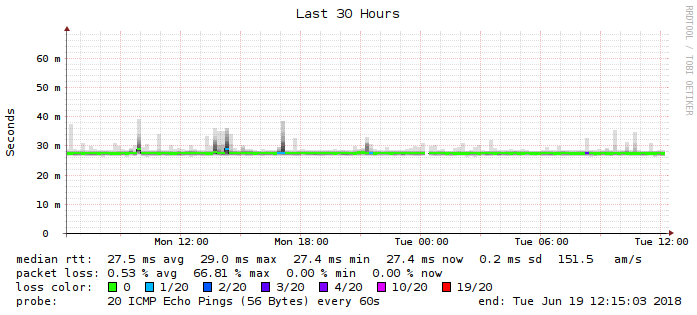 Last 30 Hours
RRDTOOL / TOBI OETIKER
Seconds
60 m
50 m
40 m
30 m
20 m
10 m
0
Mon 12:00 Mon 18:00 Tue 00:00 Tue 06:00 Tue 12:00
median rtt: 27.5 ms avg 29.0 ms max 27.4 ms min 27.4 ms now 0.2 ms sd 151.5 am/s
packet loss: 0.53 % avg 66.81 % max 0.00 % min 0.00 % now
loss color: 0 1/20 2/20 3/20 4/20 10/20 19/20
probe: 20 ICMP Echo Pings (56 Bytes) every 60s end: Tue Jun 19 12:15:03 2018